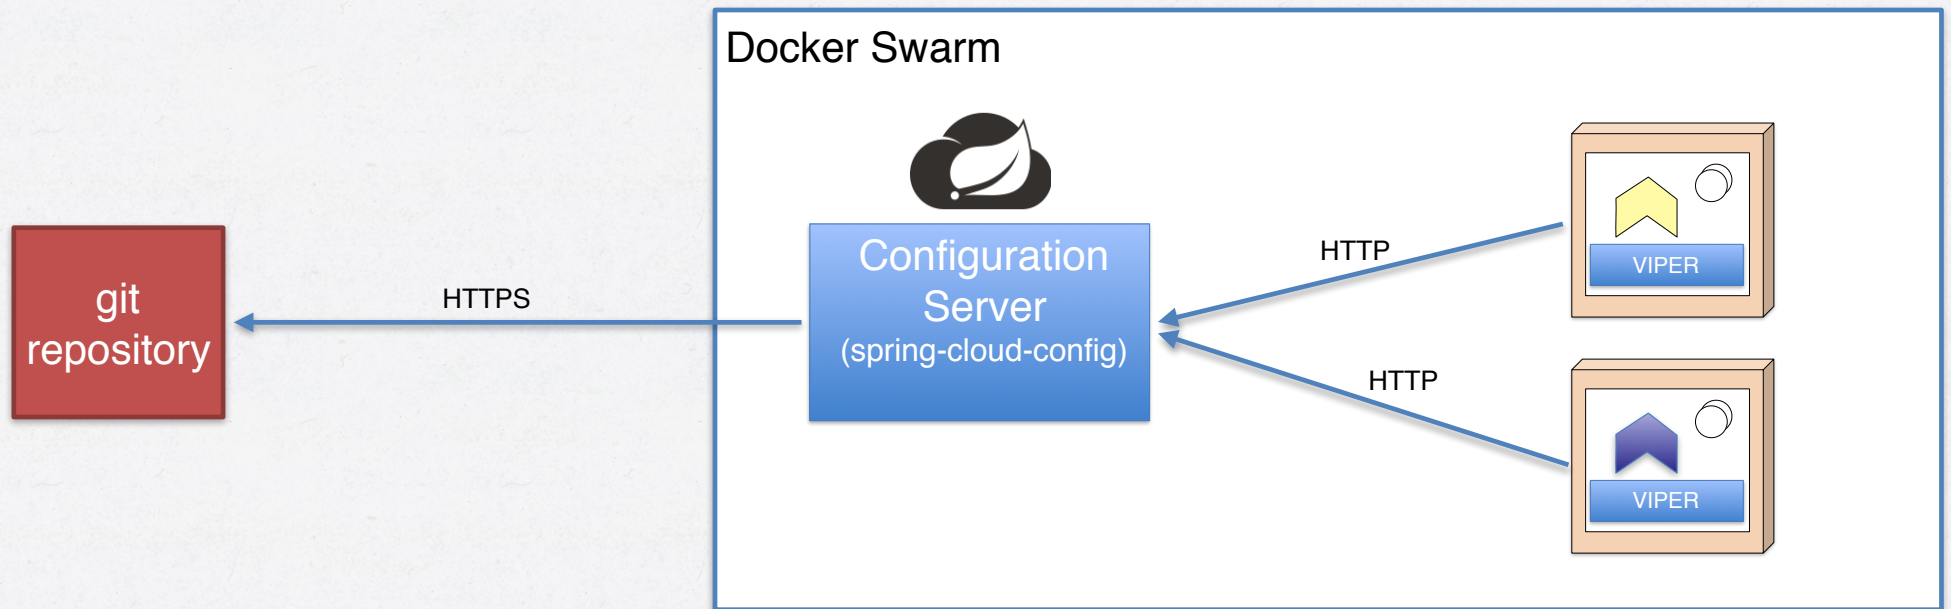 Docker Swarm
git
repository
HTTPS
Configuration
Server
(spring-cloud-config)
HTTP
HTTP
VIPER
VIPER